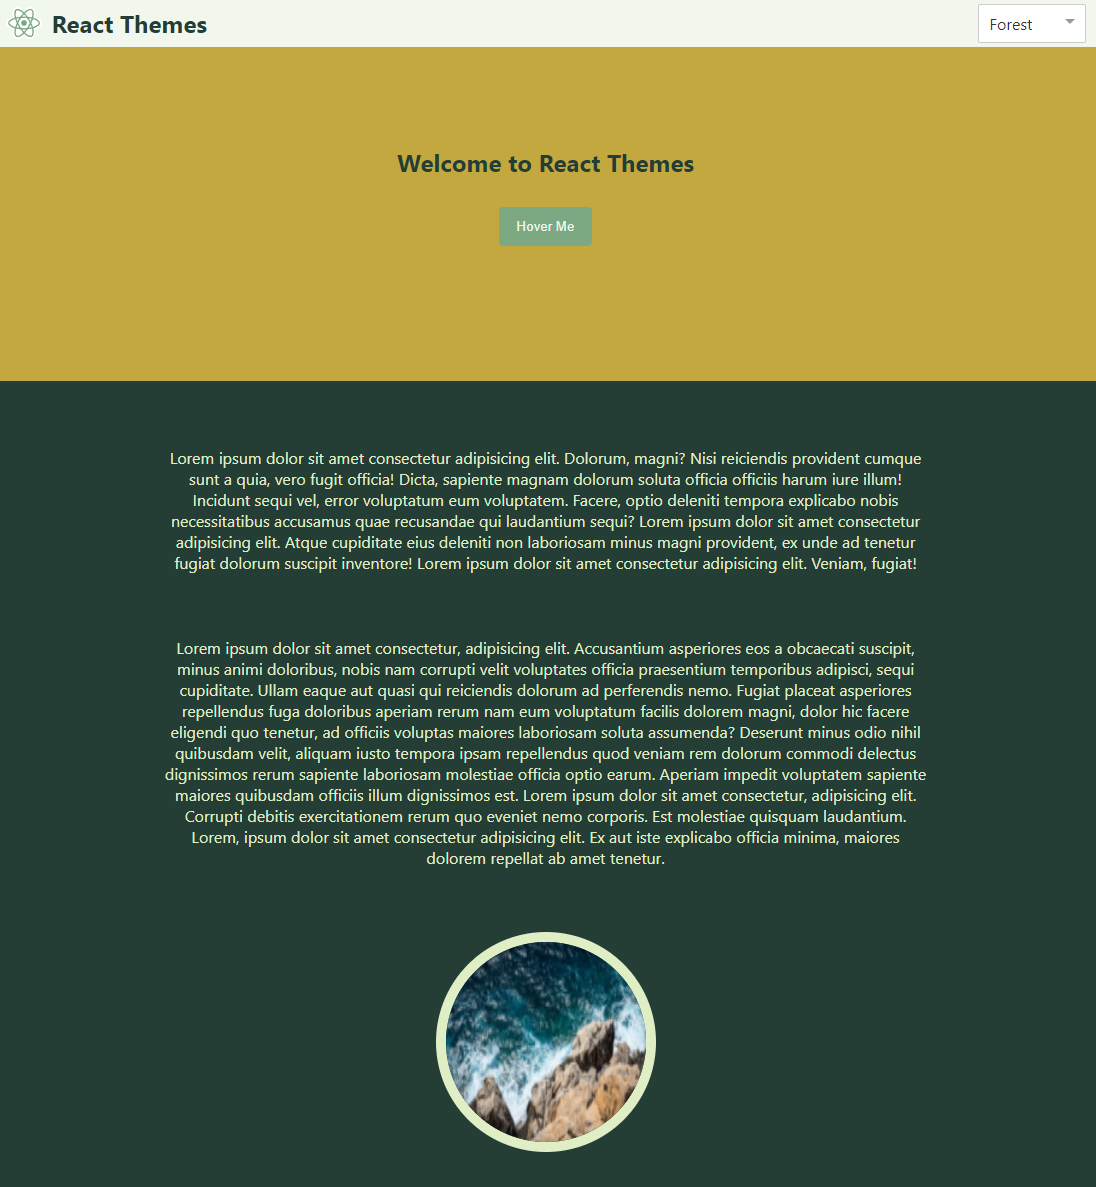 React Themes
Forest
Welcome to React Themes
Hover Me
Lorem ipsum dolor sit amet consectetur adipisicing elit. Dolorum, magni? Nisi reiciendis provident cumque
sunt a quia, vero fugit officia! Dicta, sapiente magnam dolorum soluta officia officiis harum iure illum!
Incidunt sequi vel, error voluptatum eum voluptatem. Facere, optio deleniti tempora explicabo nobis
necessitatibus accusamus quae recusandae qui laudantium sequi? Lorem ipsum dolor sit amet consectetur
adipisicing elit. Atque cupiditate eius deleniti non laboriosam minus magni provident, ex unde ad tenetur
fugiat dolorum suscipit inventore! Lorem ipsum dolor sit amet consectetur adipisicing elit. Veniam, fugiat!
Lorem ipsum dolor sit amet consectetur, adipisicing elit. Accusantium asperiores eos a obcaecati suscipit,
minus animi doloribus, nobis nam corrupti velit voluptates officia praesentium temporibus adipisci, sequi
cupiditate. Ullam eaque aut quasi qui reiciendis dolorum ad perferendis nemo. Fugiat placeat asperiores
repellendus fuga doloribus aperiam rerum nam eum voluptatum facilis dolorem magni, dolor hic facere
eligendi quo tenetur, ad officiis voluptas maiores laboriosam soluta assumenda? Deserunt minus odio nihil
quibusdam velit, aliquam iusto tempora ipsam repellendus quod veniam rem dolorum commodi delectus
dignissimos rerum sapiente laboriosam molestiae officia optio earum. Aperiam impedit voluptatem sapiente
maiores quibusdam officiis illum dignissimos est. Lorem ipsum dolor sit amet consectetur, adipisicing elit.
Corrupti debitis exercitationem rerum quo eveniet nemo corporis. Est molestiae quisquam laudantium.
Lorem, ipsum dolor sit amet consectetur adipisicing elit. Ex aut iste explicabo officia minima, maiores
dolorem repellat ab amet tenetur.